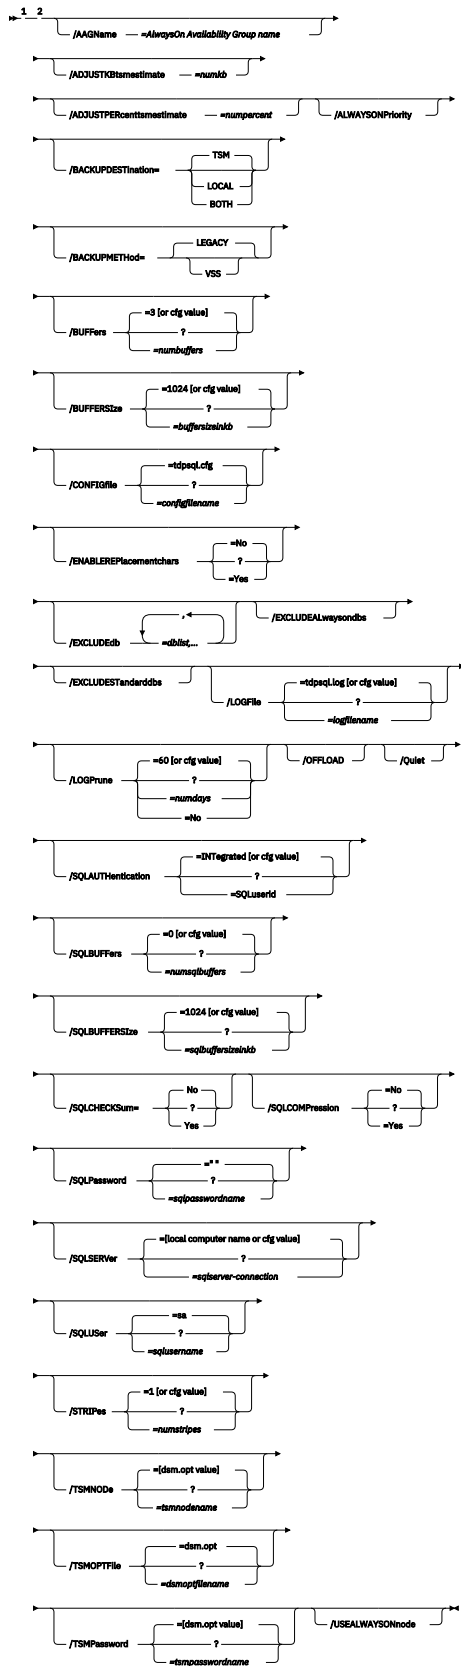 1 2
/AAGName =AlwaysOn Availability Group name
/ADJUSTKBtsmestimate =numkb
/ADJUSTPERcenttsmestimate =numpercent /ALWAYSONPriority
TSM
/BACKUPDESTination=
LOCAL
BOTH
LEGACY
/BACKUPMETHod=
VSS
=3 [or cfg value]
/BUFFers ?
=numbuffers
=1024 [or cfg value]
/BUFFERSIze ?
=buffersizeinkb
=tdpsql.cfg
/CONFIGfile ?
=configfilename
=No
/ENABLEREPlacementchars ?
=Yes
,
/EXCLUDEdb =dblist,... /EXCLUDEALwaysondbs
/EXCLUDESTandarddbs =tdpsql.log [or cfg value]
/LOGFile ?
=logfilename
=60 [or cfg value] /OFFLOAD /Quiet
/LOGPrune ?
=numdays
=No
=INTegrated [or cfg value]
/SQLAUTHentication ?
=SQLuserid
=0 [or cfg value]
/SQLBUFFers ?
=numsqlbuffers
=1024 [or cfg value]
/SQLBUFFERSIze ?
=sqlbuffersizeinkb
No =No
/SQLCHECKSum= ? /SQLCOMPression ?
Yes =Yes
=" "
/SQLPassword ?
=sqlpasswordname
=[local computer name or cfg value]
/SQLSERVer ?
=sqlserver-connection
=sa
/SQLUSer ?
=sqlusername
=1 [or cfg value]
/STRIPes ?
=numstripes
=[dsm.opt value]
/TSMNODe ?
=tsmnodename
=dsm.opt
/TSMOPTFile ?
=dsmoptfilename
=[dsm.opt value] /USEALWAYSONnode
/TSMPassword ?
=tsmpasswordname